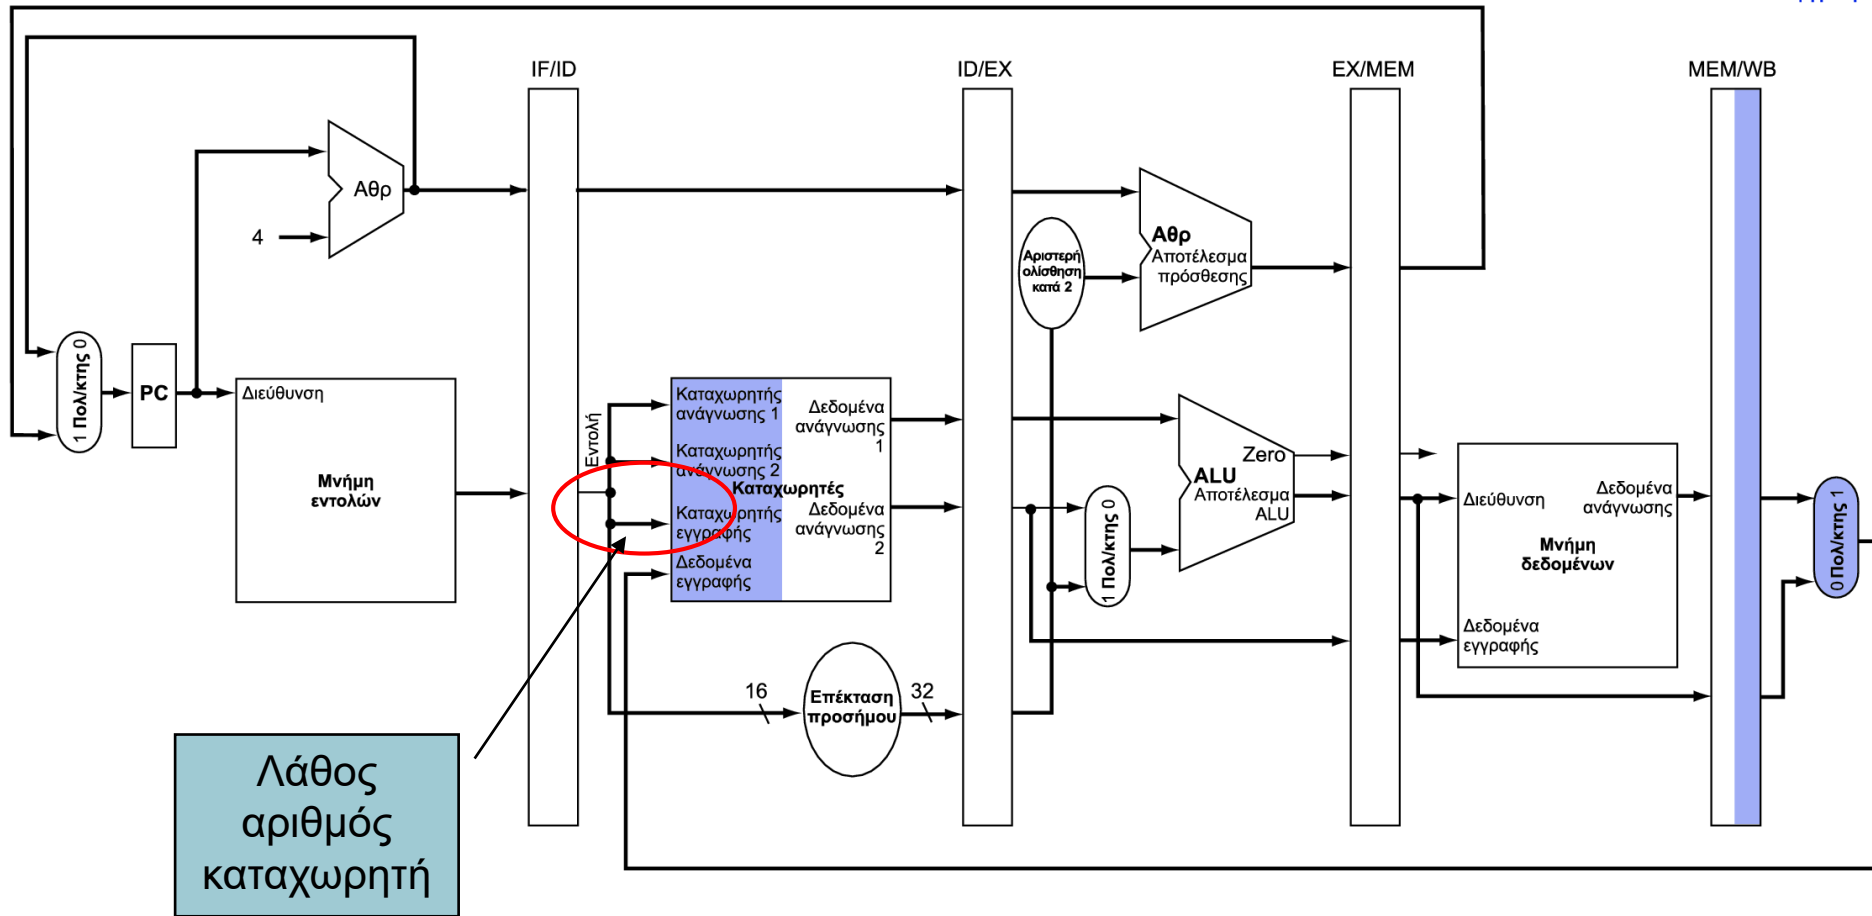 IF/ID
ID/EX
EX/MEM
MEM/WB
Αθρ
4
Αριστερή
ολίσθηση
κατά 2
Αθρ
Αποτέλεσμα
πρόσθεσης
1 Πολ/κτης 0
PC
Διεύθυνση
Μνήμη
εντολών
Εντολή
Καταχωρητής
ανάγνωσης 1
Καταχωρητής
ανάγνωσης 2
Καταχωρητές
Καταχωρητής
εγγραφής
Δεδομένα
εγγραφής
Δεδομένα
ανάγνωσης
1
Δεδομένα
ανάγνωσης
2
16
Επέκταση
προσήμου
32
1 Πολ/κτης 0
Zero
ALU
Αποτέλεσμα
ALU
Διεύθυνση
Δεδομένα
ανάγνωσης
Μνήμη
δεδομένων
Δεδομένα
εγγραφής
0 Πολ/κτης 1
Λάθος
αριθμός
καταχωρητή